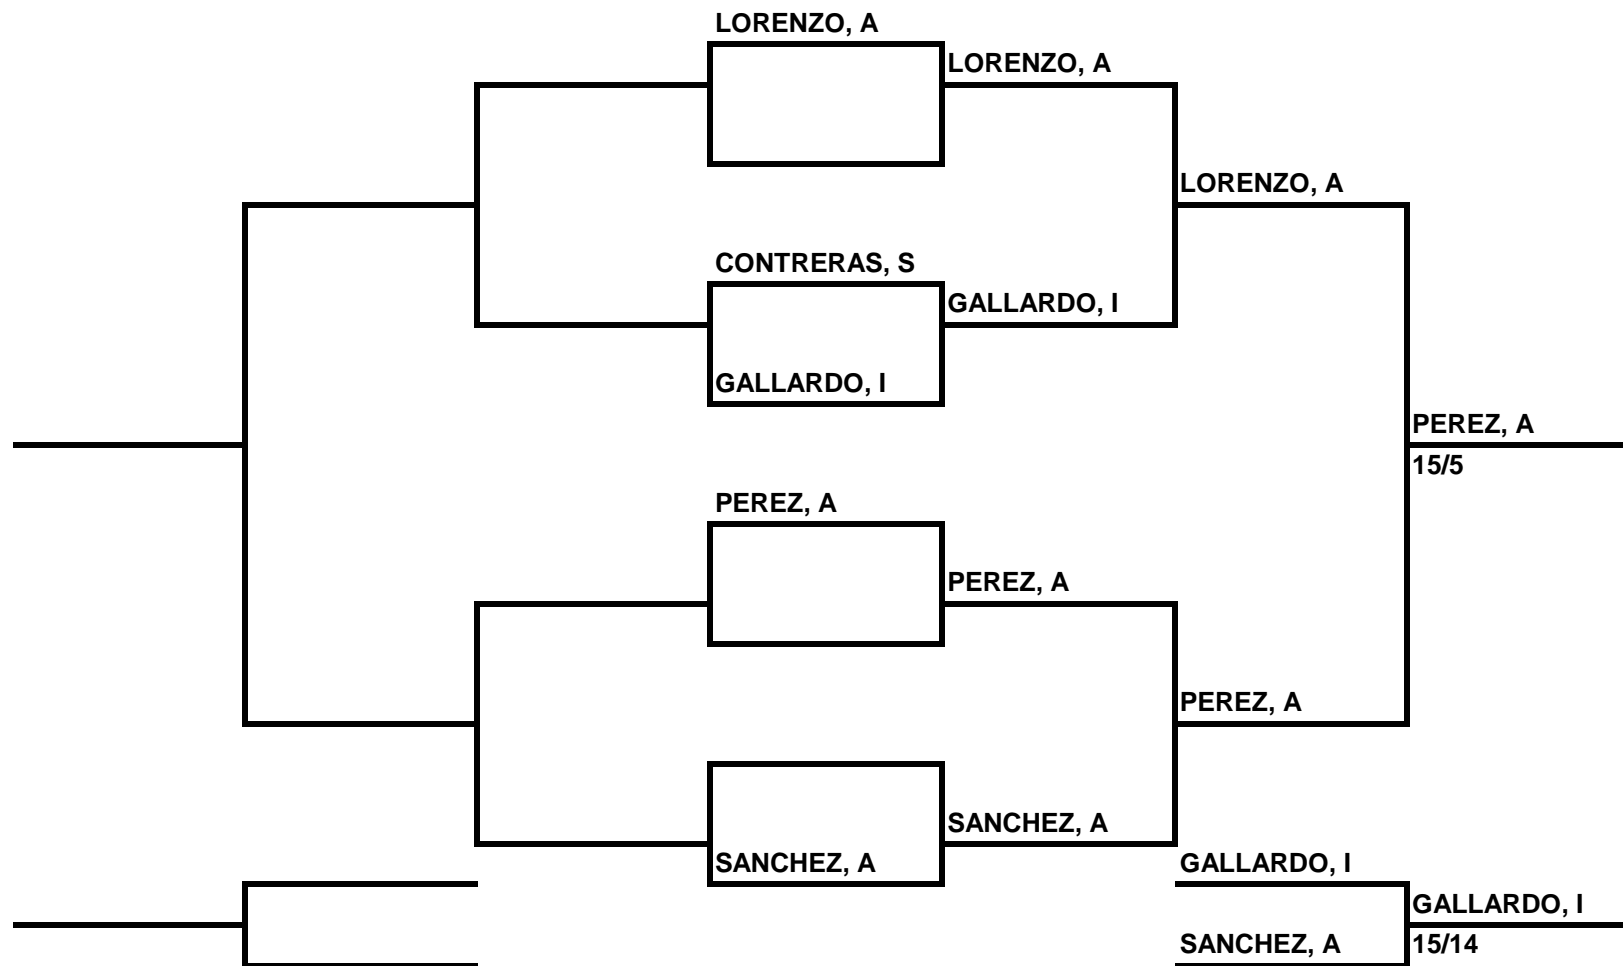 LORENZO, A
LORENZO, A
LORENZO, A
CONTRERAS, S
GALLARDO, I
GALLARDO, I
PEREZ, A
15/5
PEREZ, A
PEREZ, A
PEREZ, A
SANCHEZ, A
SANCHEZ, A
GALLARDO, I
GALLARDO, I
SANCHEZ, A
15/14